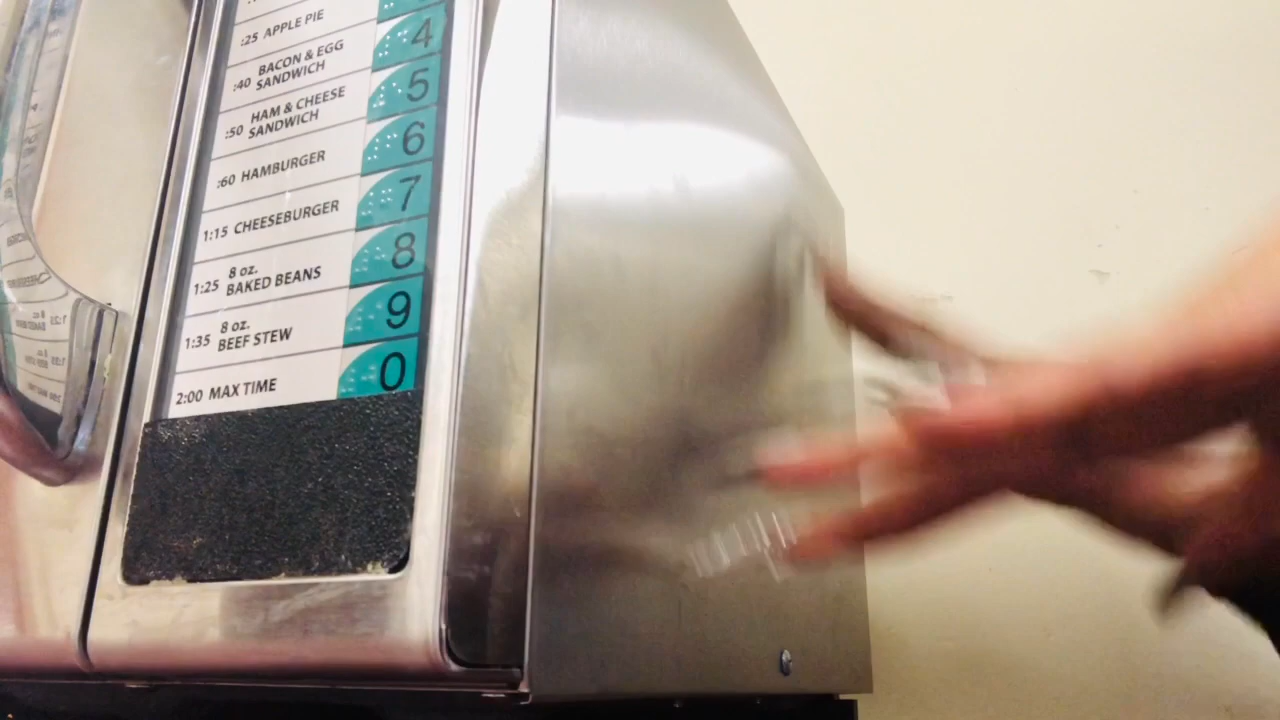 :25 APPLE PIE 4
:40 BACON & EGG
SANDWICH 5
:50 HAM & CHEESE
SANDWICH 6
:60 HAMBURGER 7
1:15 CHEESEBURGER 8
1:25 8 oz.
BAKED BEANS 9
1:35 8 oz.
BEEF STEW 0
2:00 MAX TIME